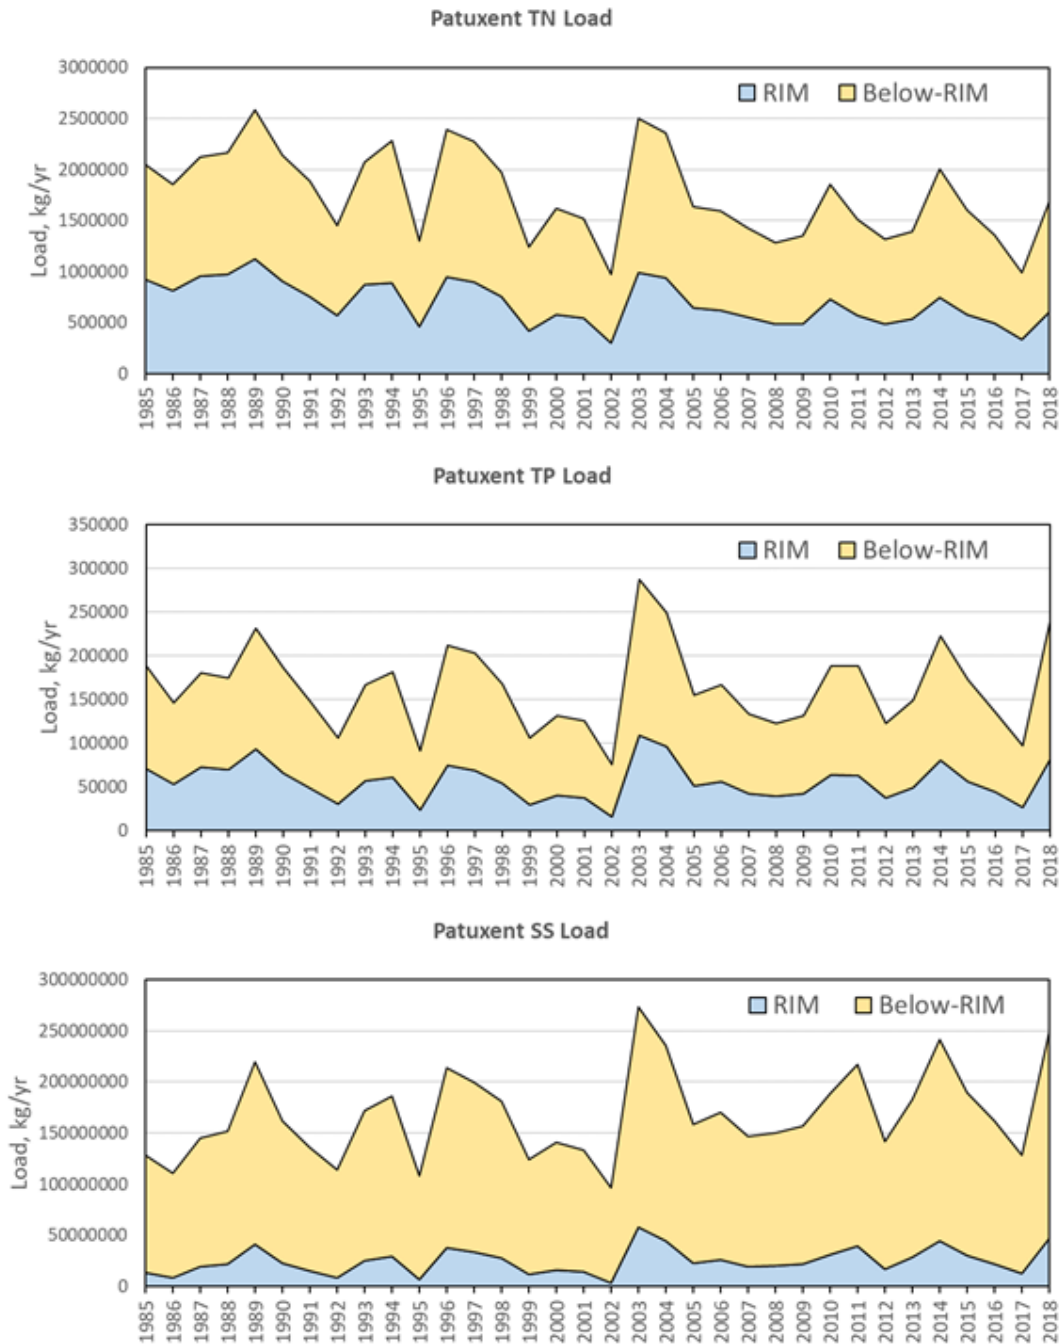 Patuxent TN Load
3000000
RIM Below-RIM
2500000
2000000
1500000
1000000
500000
0
Load, kg/yr
1985 1986 1987 1988 1989 1990 1991 1992 1993 1994 1995 1996 1997 1998 1999 2000 2001 2002 2003 2004 2005 2006 2007 2008 2009 2010 2011 2012 2013 2014 2015 2016 2017 2018
Patuxent TP Load
350000
RIM Below-RIM
300000
250000
200000
150000
100000
50000
0
Load, kg/yr
1985 1986 1987 1988 1989 1990 1991 1992 1993 1994 1995 1996 1997 1998 1999 2000 2001 2002 2003 2004 2005 2006 2007 2008 2009 2010 2011 2012 2013 2014 2015 2016 2017 2018
Patuxent SS Load
300000000
RIM Below-RIM
250000000
200000000
150000000
100000000
50000000
0
Load, kg/yr
1985 1986 1987 1988 1989 1990 1991 1992 1993 1994 1995 1996 1997 1998 1999 2000 2001 2002 2003 2004 2005 2006 2007 2008 2009 2010 2011 2012 2013 2014 2015 2016 2017 2018